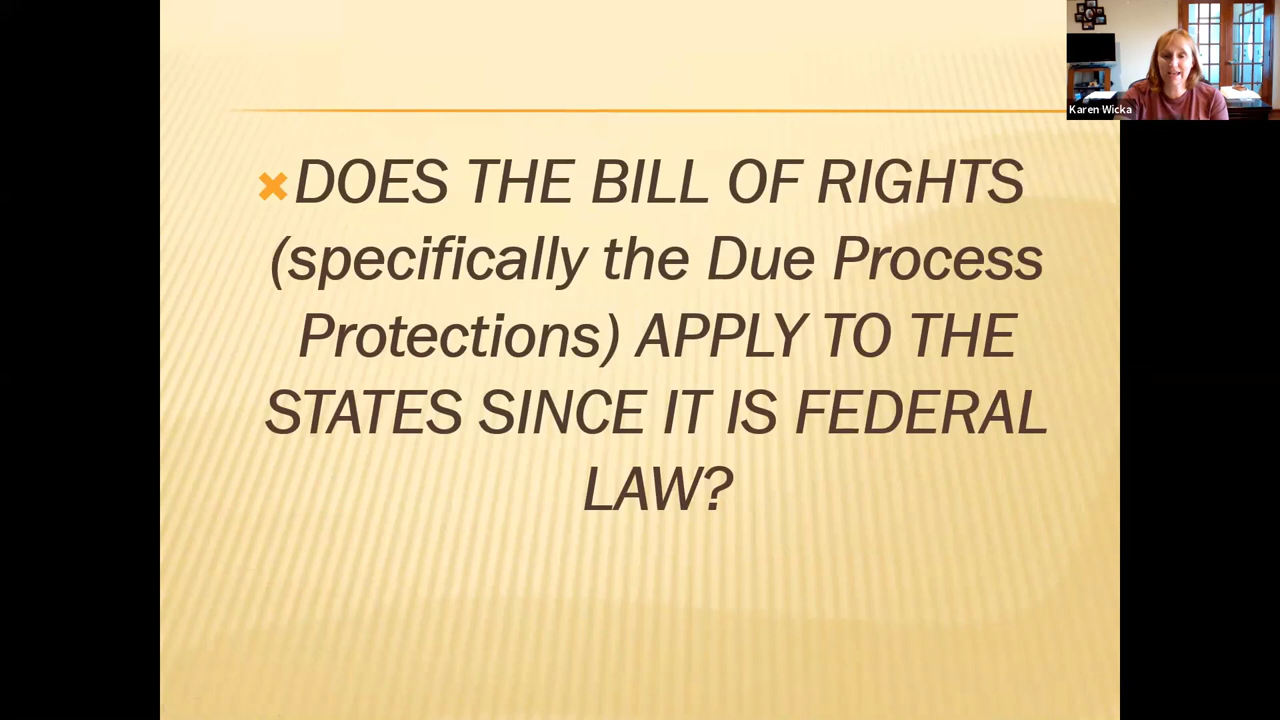 Karen Wicka
DOES THE BILL OF RIGHTS
(specifically the Due Process
Protections) APPLY TO THE
STATES SINCE IT IS FEDERAL
LAW?